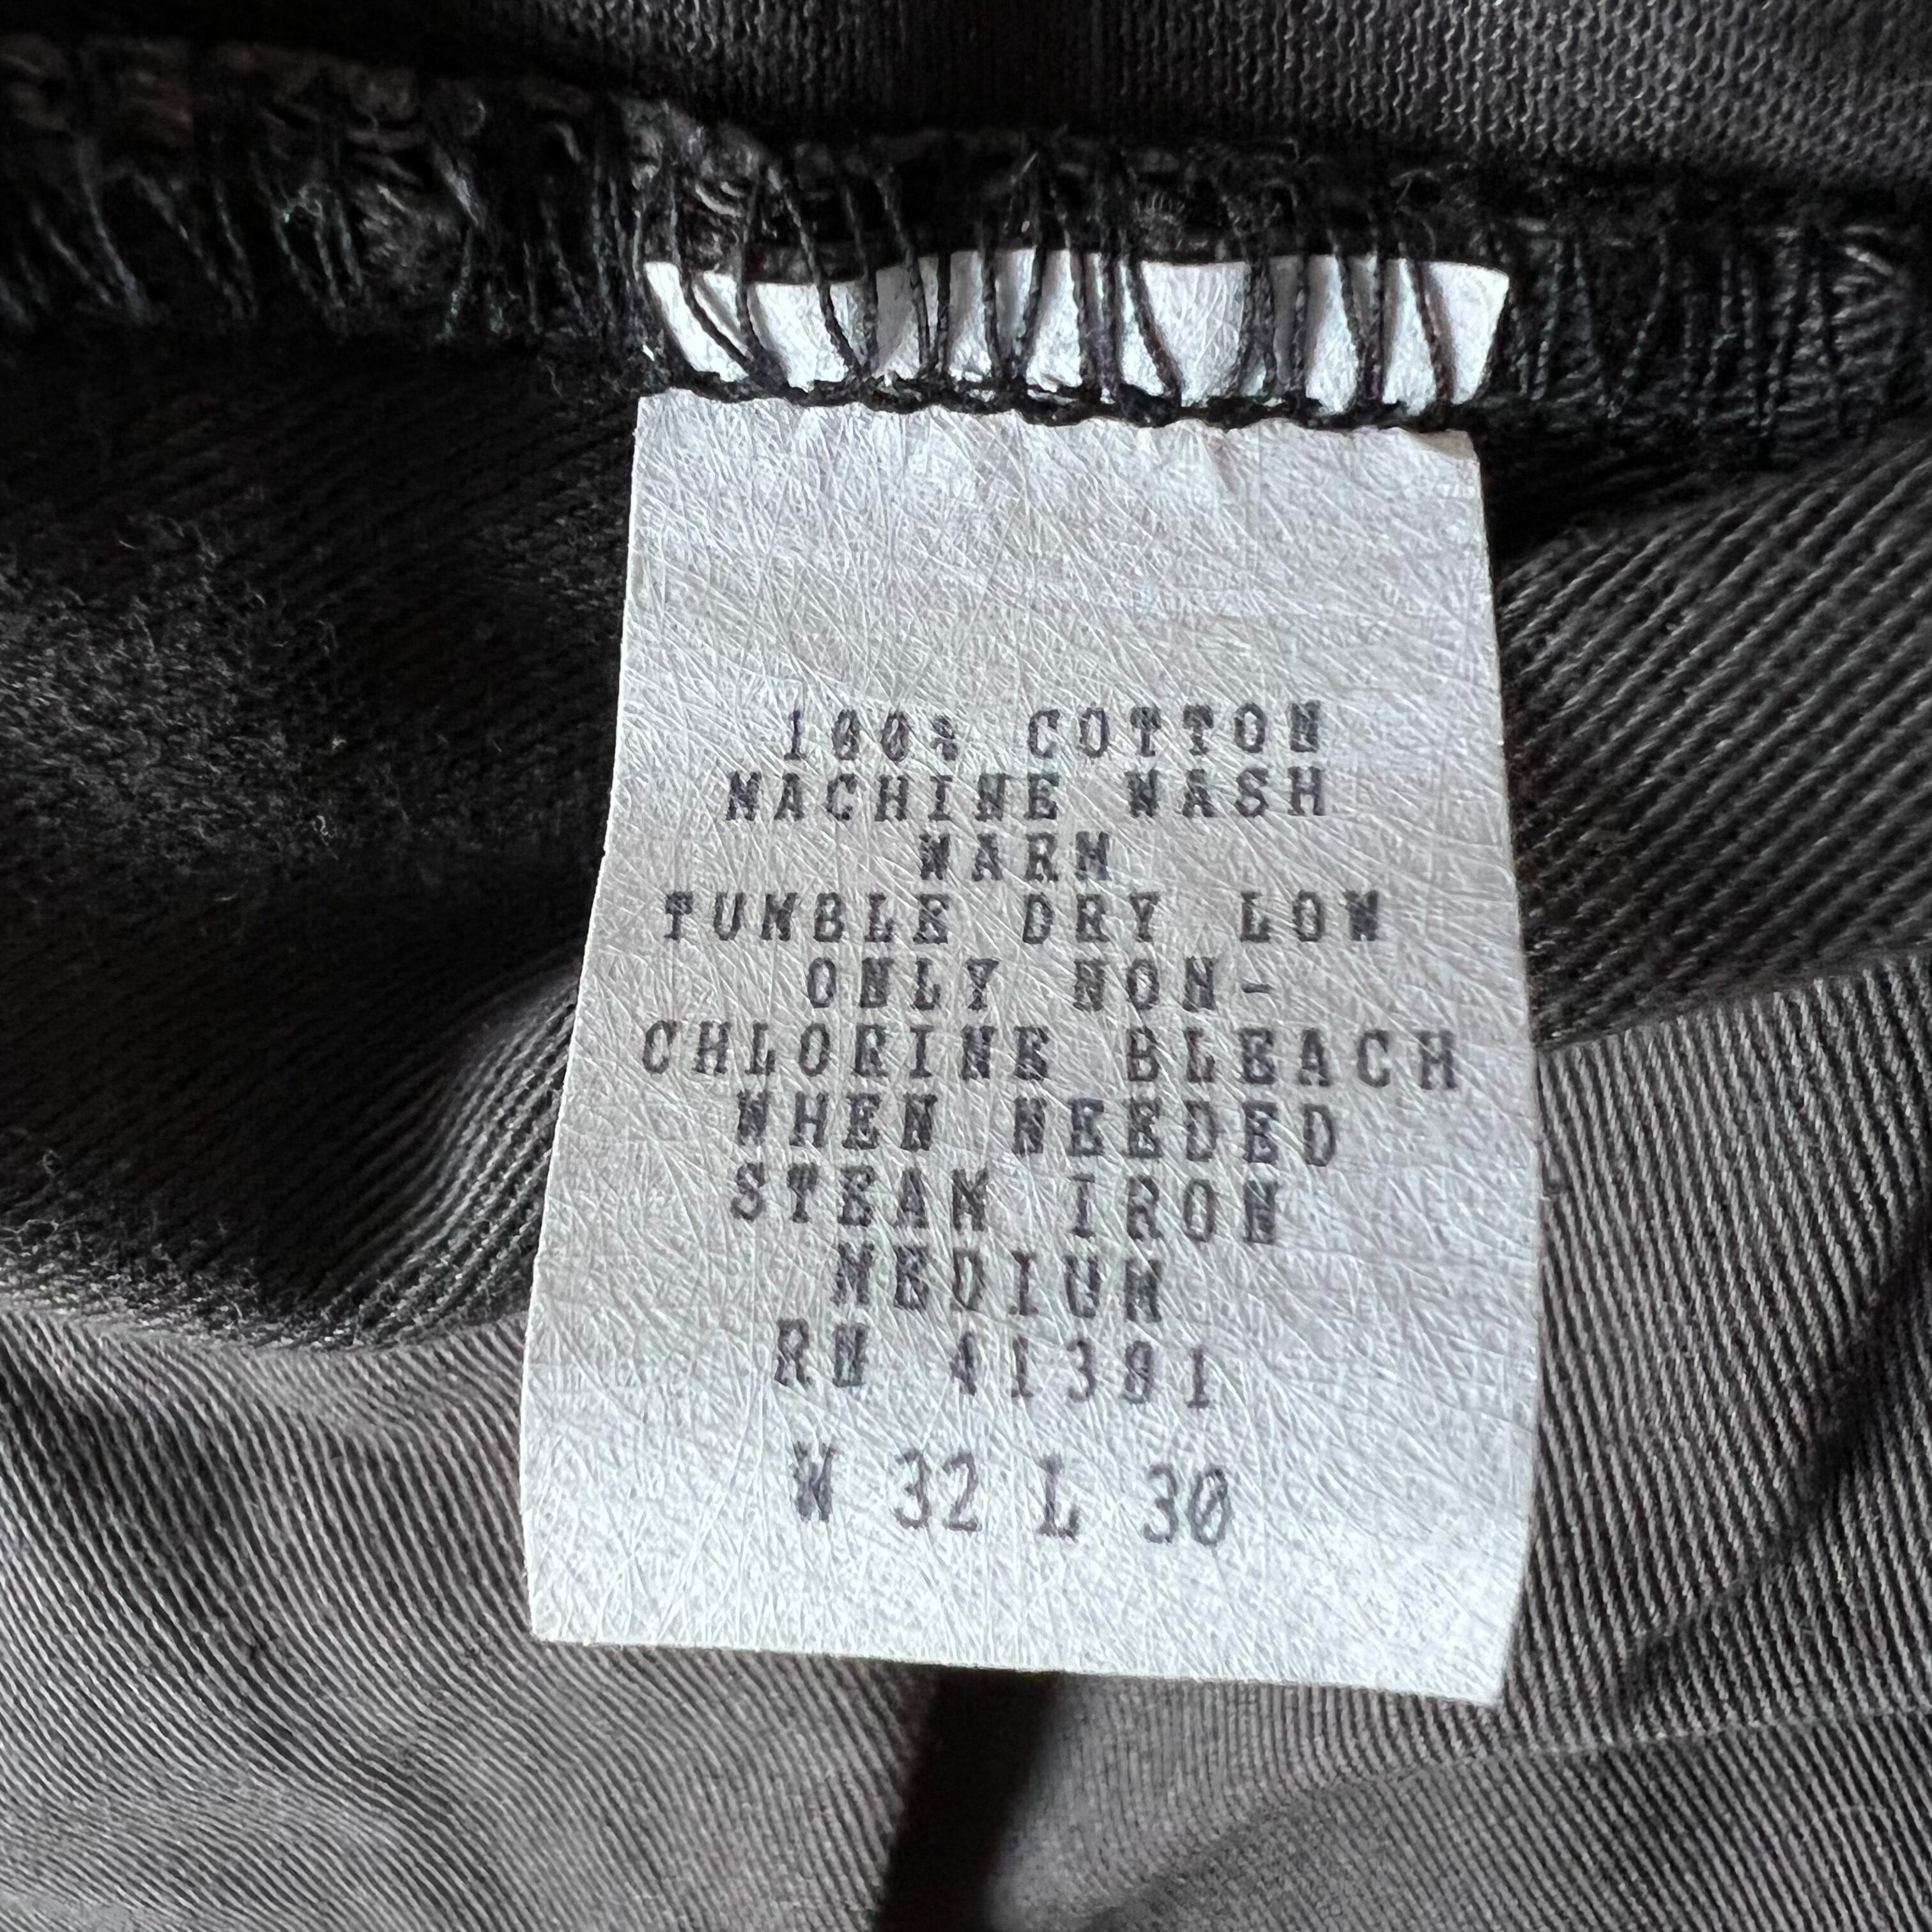 100% COTTON
MACHINE WASH
WARM
TUMBLE DRY LOW
ONLY NON-
CHLORINE BLEACH
WHEN NEEDED
STEAM IRON
MEDIUM
RN 41381
W 32 L 30